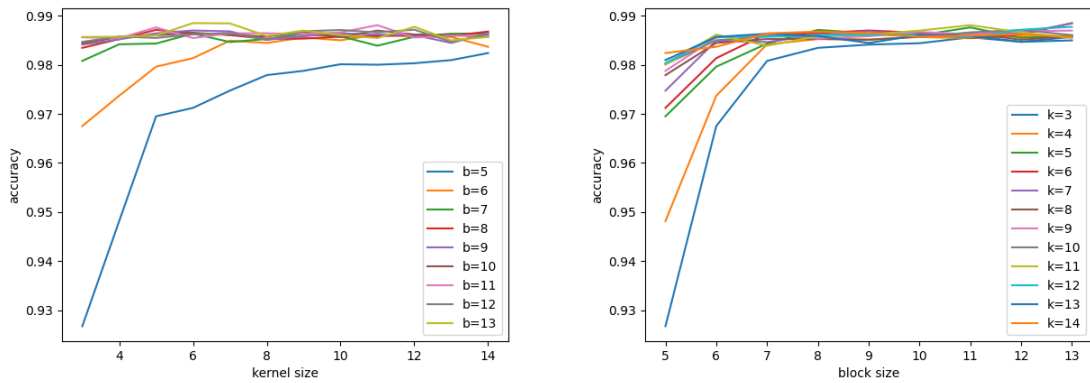 0.99
0.98
0.97
0.96
0.95
0.94
0.93
accuracy
4
6
8
10
12
14
kernel size
b=5
b=6
b=7
b=8
b=9
b=10
b=11
b=12
b=13
0.99
0.98
0.97
0.96
0.95
0.94
0.93
accuracy
5
6
7
8
9
10
11
12
13
block size
k=3
k=4
k=5
k=6
k=7
k=8
k=9
k=10
k=11
k=12
k=13
k=14